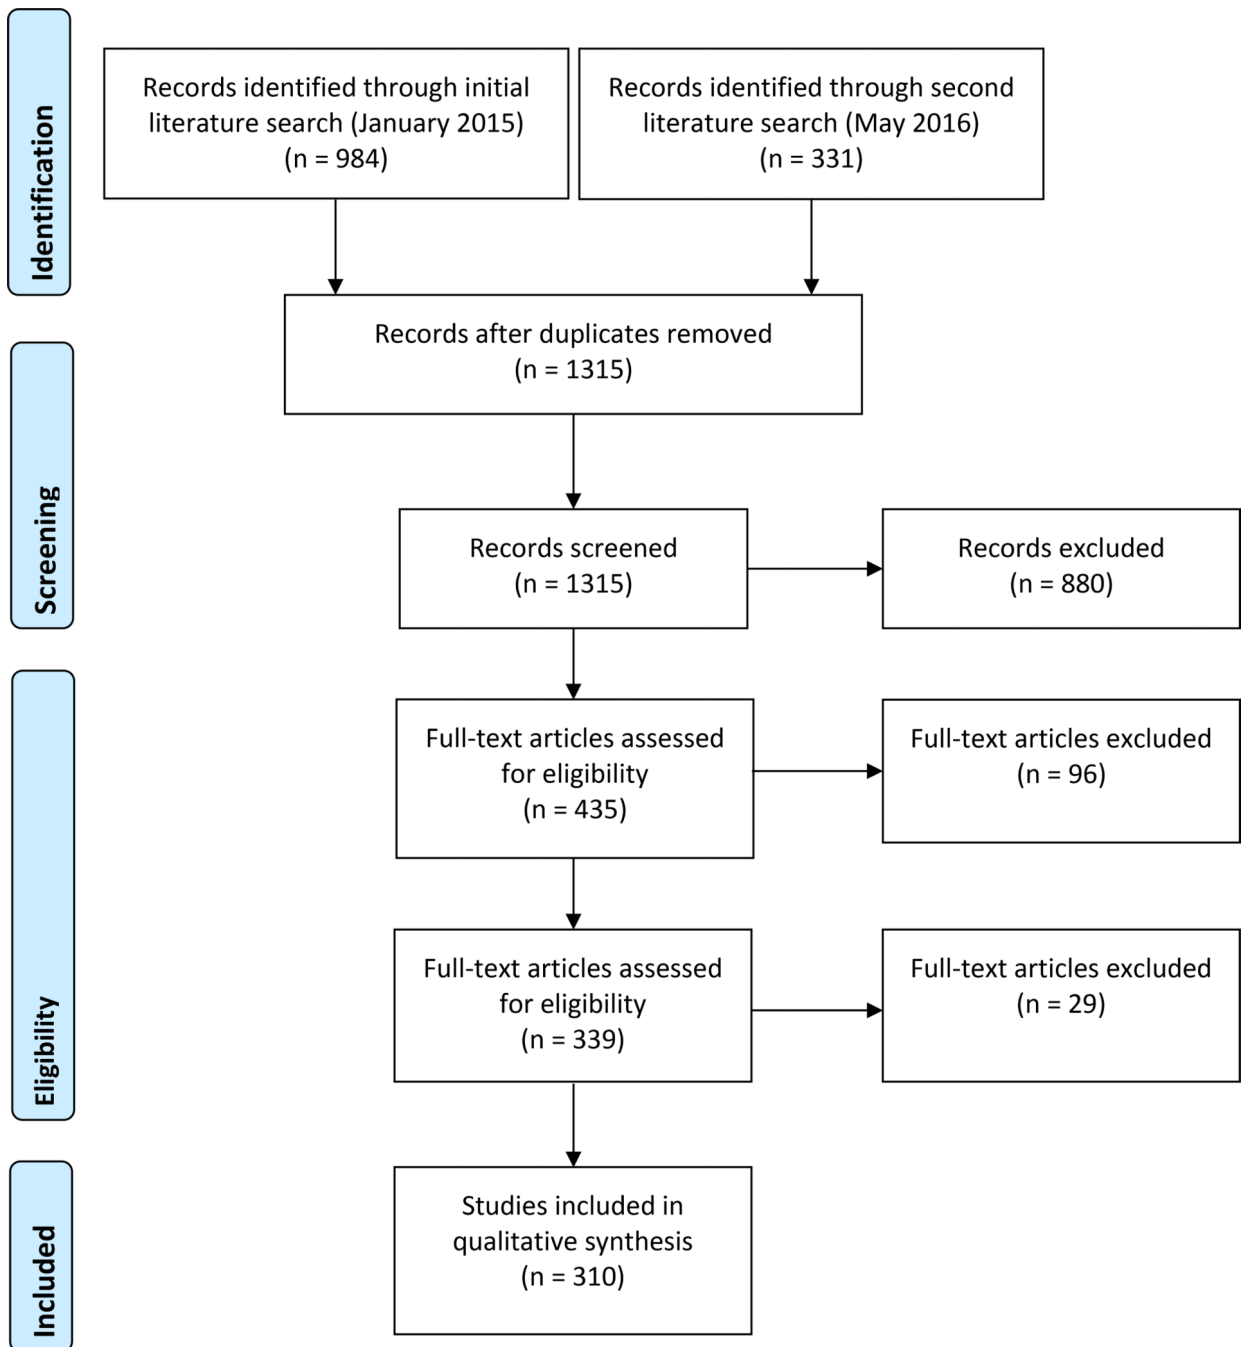 Identification
Records identified through initial
literature search (January 2015)
(n = 984)
Records identified through second
literature search (May 2016)
(n = 331)
Records after duplicates removed
(n = 1315)
Screening
Records screened
(n = 1315)
Records excluded
(n = 880)
Eligibility
Full-text articles assessed
for eligibility
(n = 435)
Full-text articles excluded
(n = 96)
Full-text articles assessed
for eligibility
(n = 339)
Full-text articles excluded
(n = 29)
Included
Studies included in
qualitative synthesis
(n = 310)